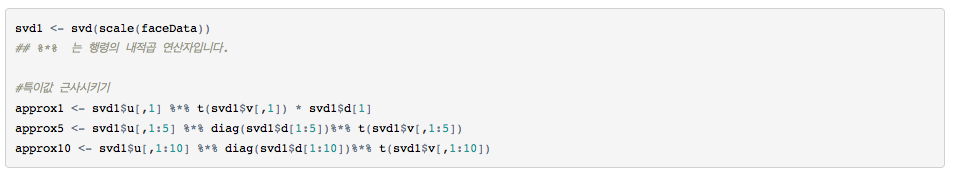 svd1 <- svd(scale(faceData))
## %*%  는 행령의 내적곱 연산자입니다.
#특이값 근사시키기
approx1 <- svd1$u[,1] %*% t(svd1$v[,1]) * svd1$d[1]
approx5 <- svd1$u[,1:5] %*% diag(svd1$d[1:5])%*% t(svd1$v[,1:5])
approx10 <- svd1$u[,1:10] %*% diag(svd1$d[1:10])%*% t(svd1$v[,1:10])